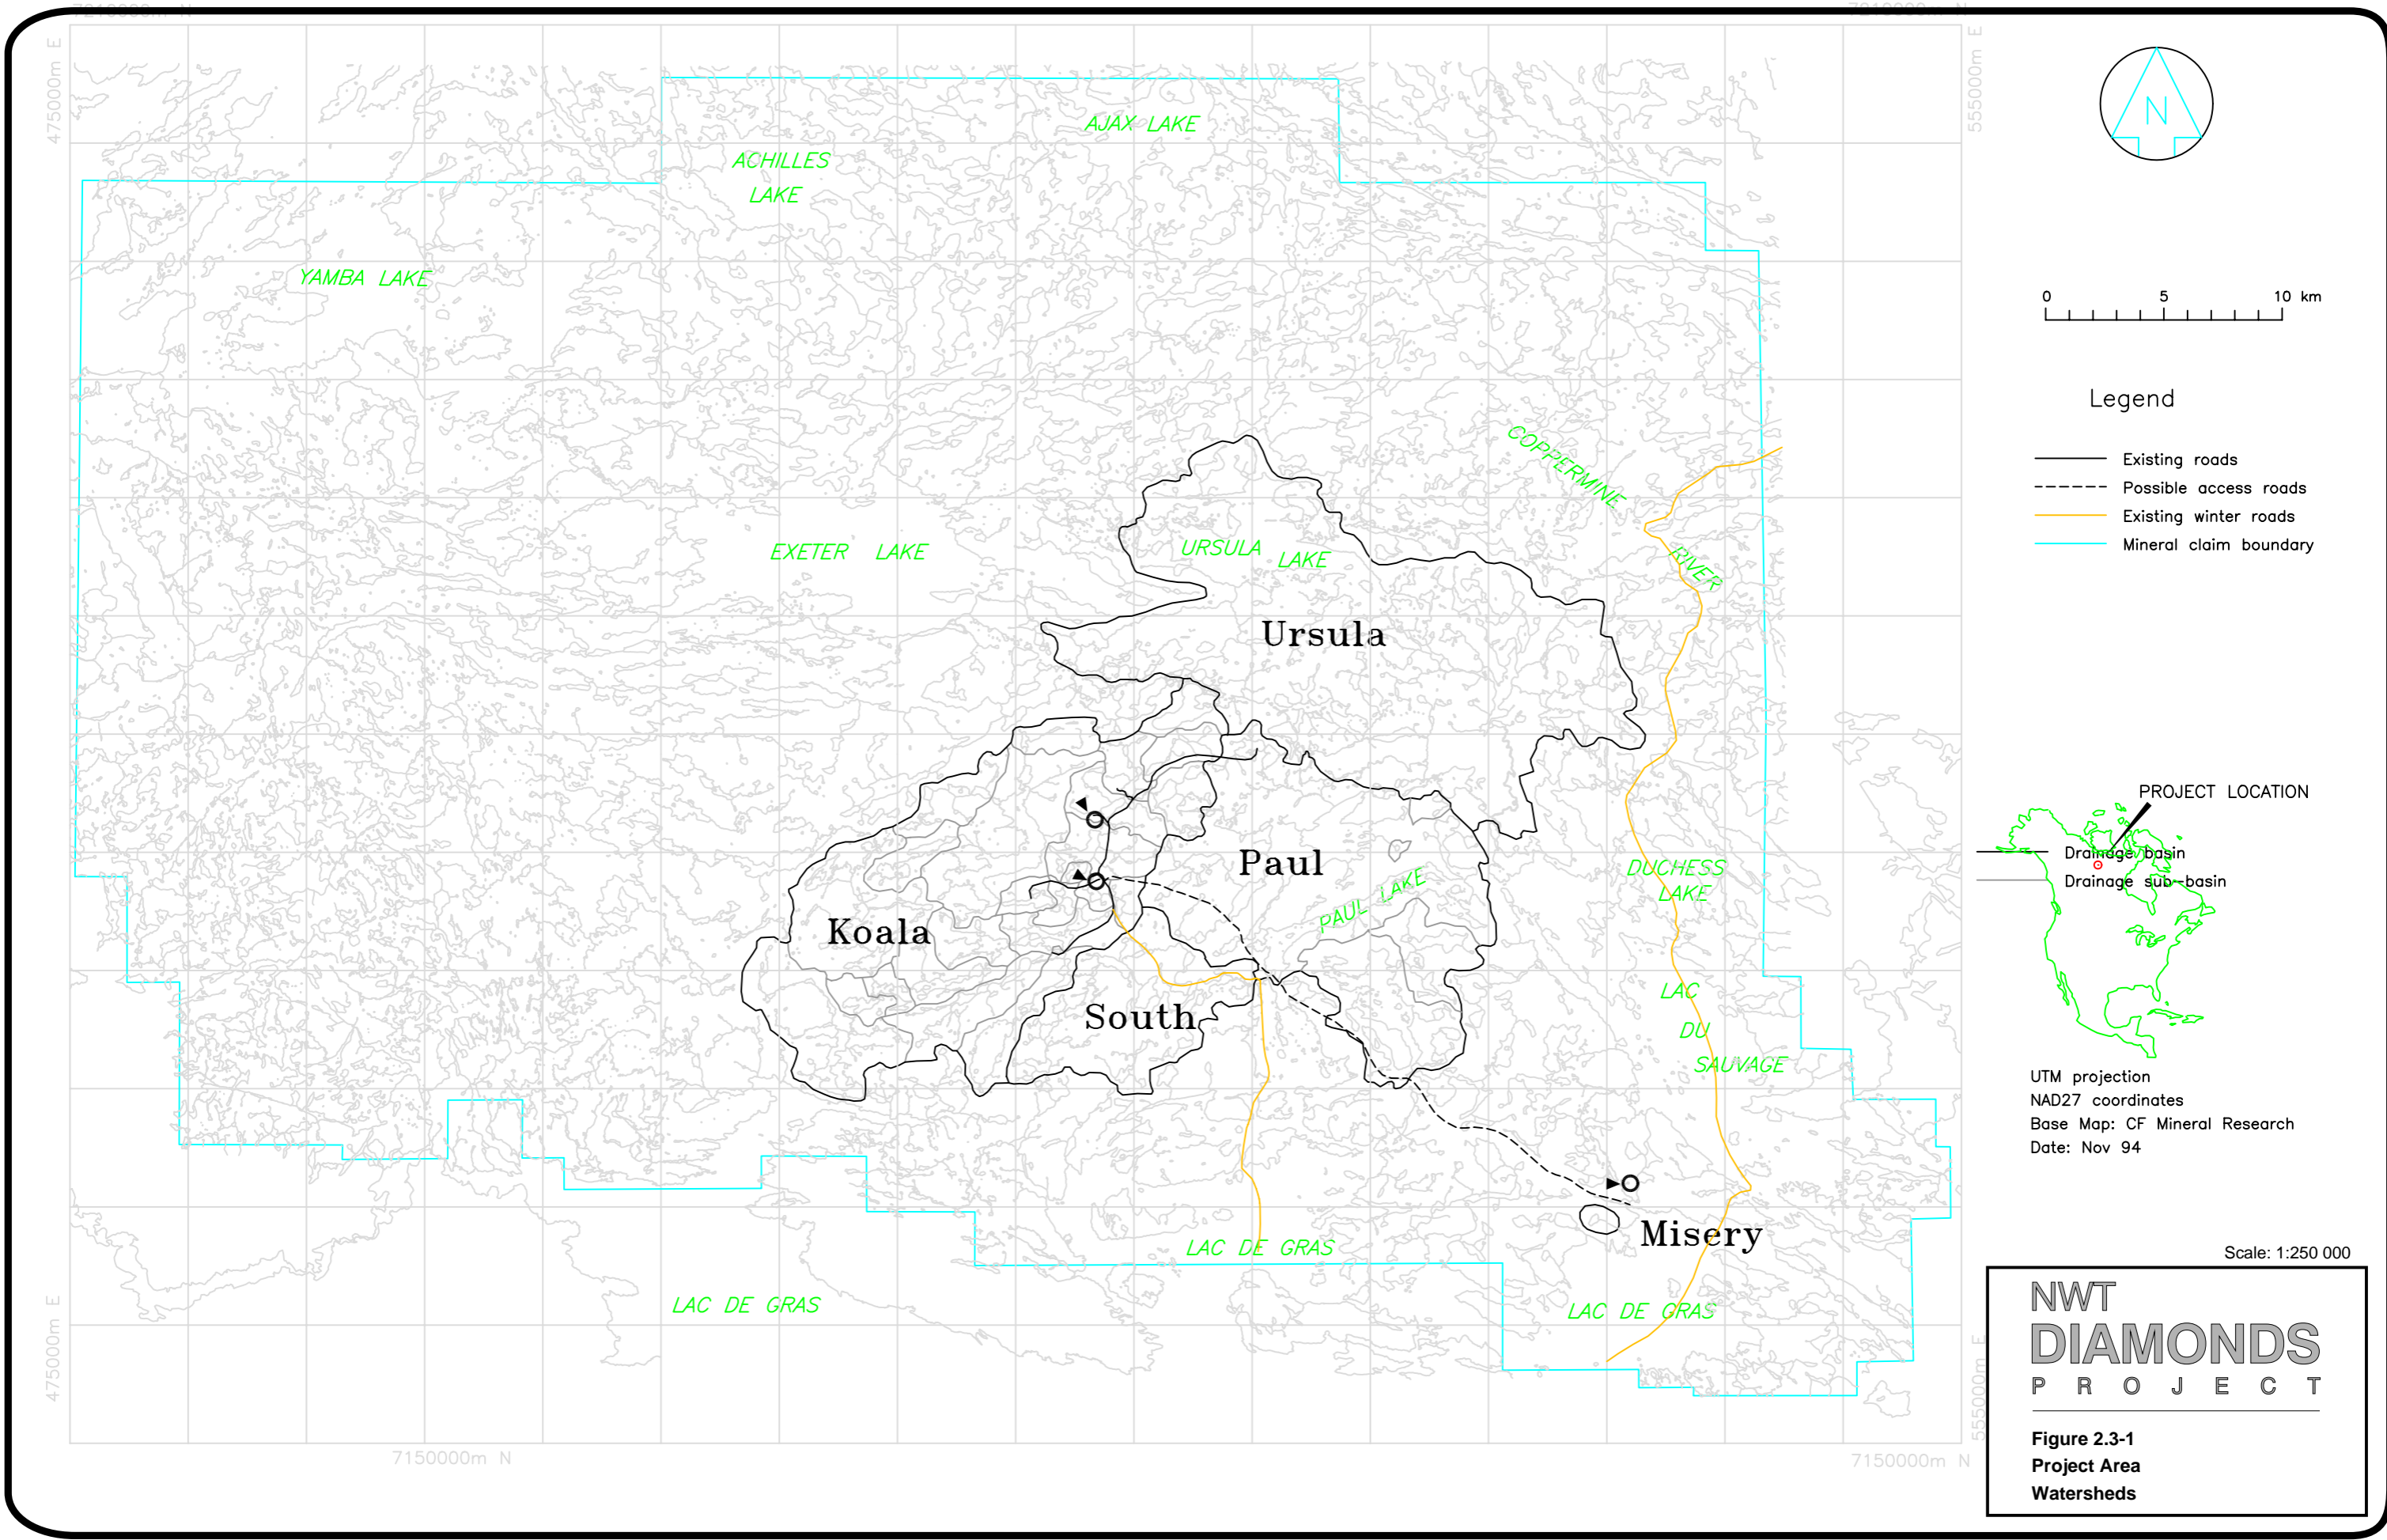 7210000m N
7210000m N
475000m E
555000m E
AJAX LAKE
ACHILLES
LAKE
YAMBA LAKE
N
0 5 10 km
Legend
Existing roads
Possible access roads
Existing winter roads
Mineral claim boundary
COPPERMINE
RIVER
EXETER LAKE
URSULA LAKE
Ursula
PROJECT LOCATION
Drainage basin
Drainage sub-basin
Paul
PAUL LAKE
DUCHESS
LAKE
Koala
South
LAC
DU
SAUVAGE
UTM projection
NAD27 coordinates
Base Map: CF Mineral Research
Date: Nov 94
Misery
LAC DE GRAS
LAC DE GRAS
LAC DE GRAS
475000m E
555000m E
7150000m N
7150000m N
Scale: 1:250 000
NWT
DIAMONDS
PROJECT
Figure 2.3-1
Project Area
Watersheds